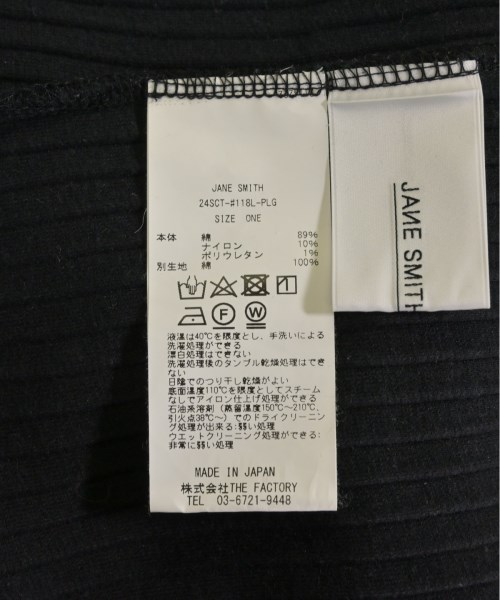 JANE SMITH
24SCT-#118L-PLG
SIZE ONE
本体 綿 89%
ナイロン 10%
ポリウレタン 1%
別生地 綿 100%
液温は40℃を限度とし、手洗いによる
洗濯処理ができる
漂白処理はできない
洗濯処理後のタンブル乾燥処理はでき
ない
日陰でのつり干し乾燥がよい
底面温度110℃を限度としてスチーム
なしでアイロン仕上げ処理ができる
石油系溶剤(蒸留温度150℃~210℃、
引火点38℃~)でのドライクリーニン
グ処理が出来る:弱い処理
ウエットクリーニング処理ができる:
非常に弱い処理
MADE IN JAPAN
株式会社THE FACTORY
TEL 03-6721-9448
JANE SMITH